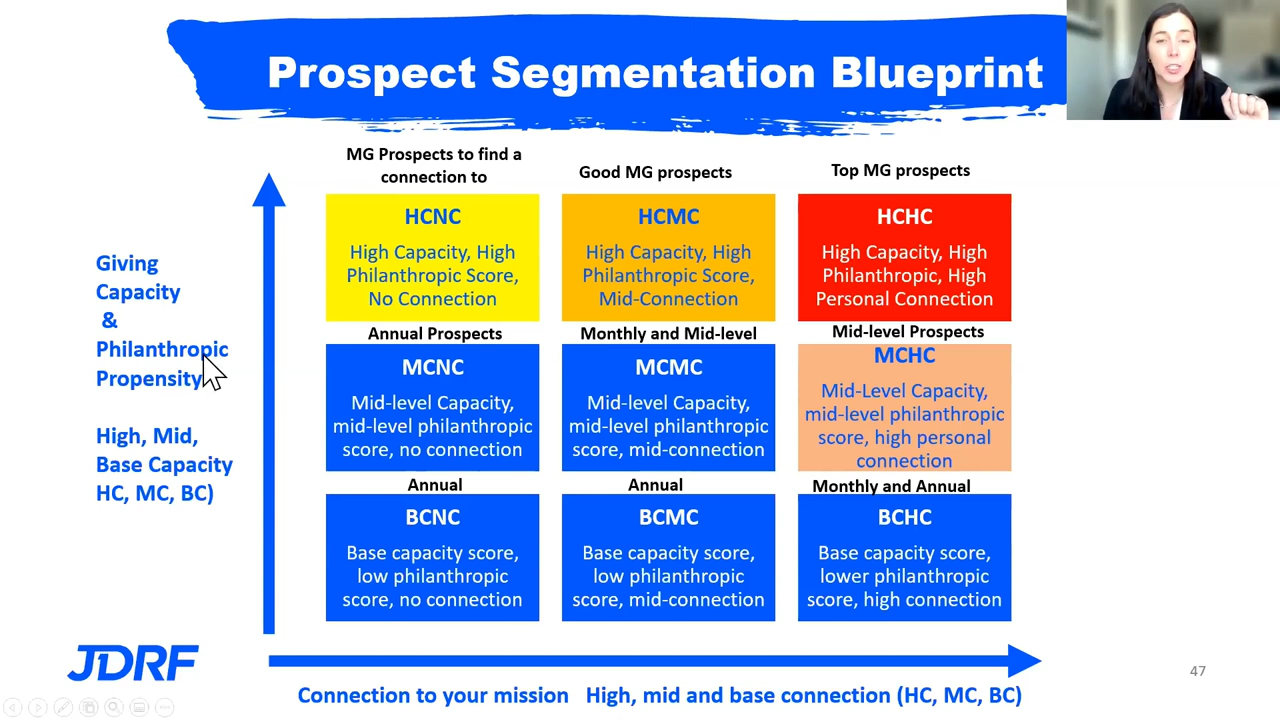 Prospect Segmentation Blueprint
MG Prospects to find a
connection to
Good MG prospects
Top MG prospects
HCNC
High Capacity, High
Philanthropic Score,
No Connection
HCMC
High Capacity, High
Philanthropic Score,
Mid-Connection
HCHC
High Capacity, High
Philanthropic, High
Personal Connection
Giving
Capacity
&
Philanthropic
Propensity
High, Mid,
Base Capacity
HC, MC, BC)
Annual Prospects
Monthly and Mid-level
Mid-level Prospects
MCNC
Mid-level Capacity,
mid-level philanthropic
score, no connection
MCMC
Mid-level Capacity,
mid-level philanthropic
score, mid-connection
MCHC
Mid-Level Capacity,
mid-level philanthropic
score, high personal
connection
Annual
Annual
Monthly and Annual
BCNC
Base capacity score,
low philanthropic
score, no connection
BCMC
Base capacity score,
low philanthropic
score, mid-connection
BCHC
Base capacity score,
lower philanthropic
score, high connection
JDRF
Connection to your mission High, mid and base connection (HC, MC, BC)
47